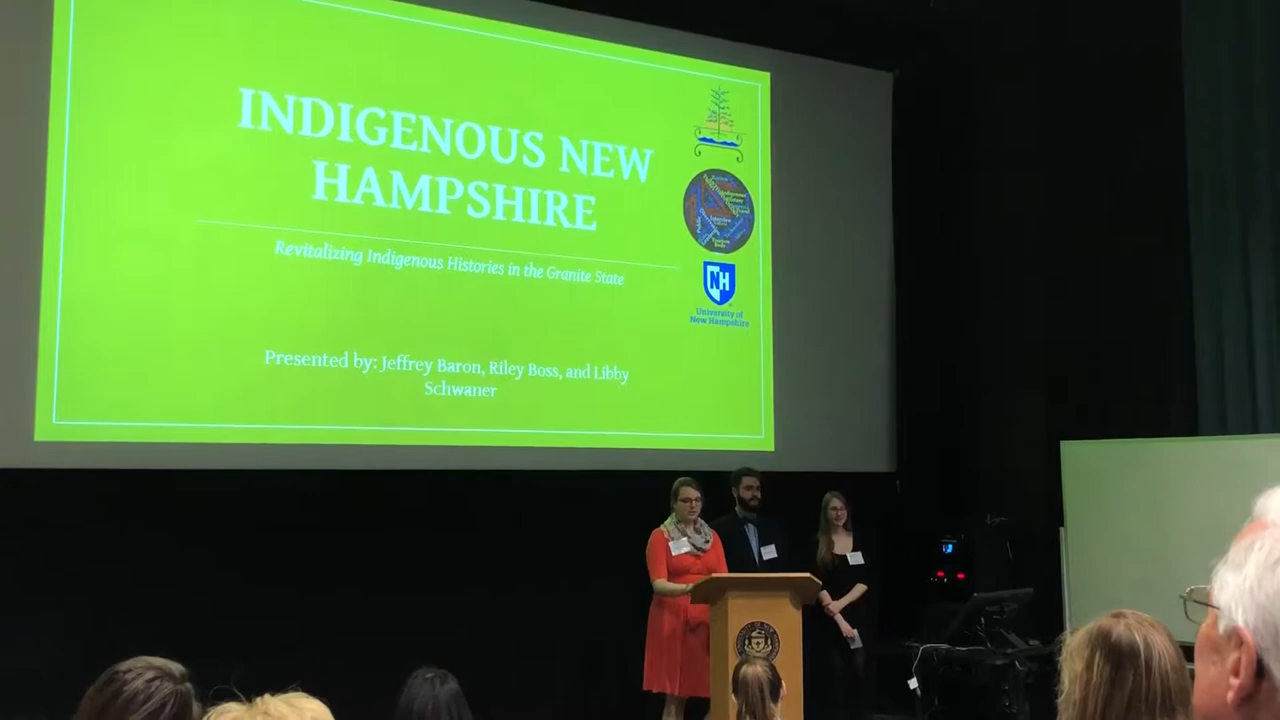 INDIGENOUS NEW
HAMPSHIRE
Revitalizing Indigenous Histories in the Granite State
Presented by: Jeffrey Baron, Riley Boss, and Libby
Schwaner
NH
University of
New Hampshire